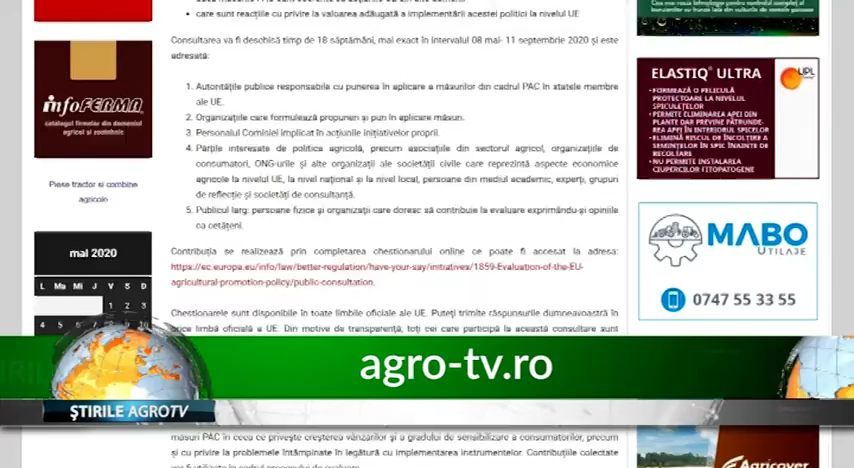 care sunt reacțiile cu privire la valoarea adăugată a implementării acestei politici la nivelul UE
Consultarea va fi deschisă timp de 18 săptămâni, mai exact în intervalul 08 mai- 11 septembrie 2020 și este
adresată:
1. Autorităților publice responsabile cu punerea în aplicare a măsurilor din cadrul PAC în statele membre
ale UE.
2. Organizațiile care formulează propuneri și pun în aplicare măsuri.
3. Personalul Comisiei implicat în acțiunile inițiativelor proprii.
4. Părțile interesate de politica agricolă, precum asociațiile din sectorul agricol, organizațiile de
consumatori, ONG-urile și alte organizații ale societății civile care reprezintă aspecte economice
agricole la nivelul UE, la nivel național și la nivel local, persoane din mediul academic, experți, grupuri
de reflecție și societăți de consultanță.
5. Publicul larg: persoane fizice și organizații care doresc să contribuie la evaluare exprimându-și opiniile
ca cetățeni.
Contribuția se realizează prin completarea chestionarului online ce poate fi accesat la adresa:
https://ec.europa.eu/info/law/better-regulation/have-your-say/initiatives/1859-Evaluation-of-the-EU-
agricultural-promotion-policy/public-consultation.
Chestionarele sunt disponibile în toate limbile oficiale ale UE. Puteți trimite răspunsurile dumneavoastră în
orice limbă oficială a UE. Din motive de transparență, toți cei care participă la această consultare sunt
măsuri PAC în ceea ce privește creșterea vânzărilor și a gradului de sensibilizare a consumatorilor, precum
și cu privire la problemele întâmpinate în legătură cu implementarea instrumentelor. Contribuțiile colectate
infoFERMA
catalogul firmelor din domeniul
agricol și zootehnic
Piese tractor si combine
agricole
mai 2020
L Ma Mi J V S D
1 2 3
4
ELASTIQ® ULTRA
UPL
• FORMEAZĂ O PELICULĂ
PROTECTOARE LA NIVELUL
SPICULEȚELOR
• PERMITE ELIMINAREA APEI DIN
PLANTE DAR PREVINE PĂTRUNDE-
REA APEI ÎN INTERIORUL SPICELOR
• ELIMINĂ RISCUL DE ÎNCOLȚIRE A
SEMINȚELOR ÎN SPIC ÎNAINTE DE
RECOLTARE
• NU PERMITE INSTALAREA
CIUPERCILOR FITOPATOGENE
MABO
UTILAJE
0747 55 33 55
agro-tv.ro
ȘTIRILE AGROTV
Agricover